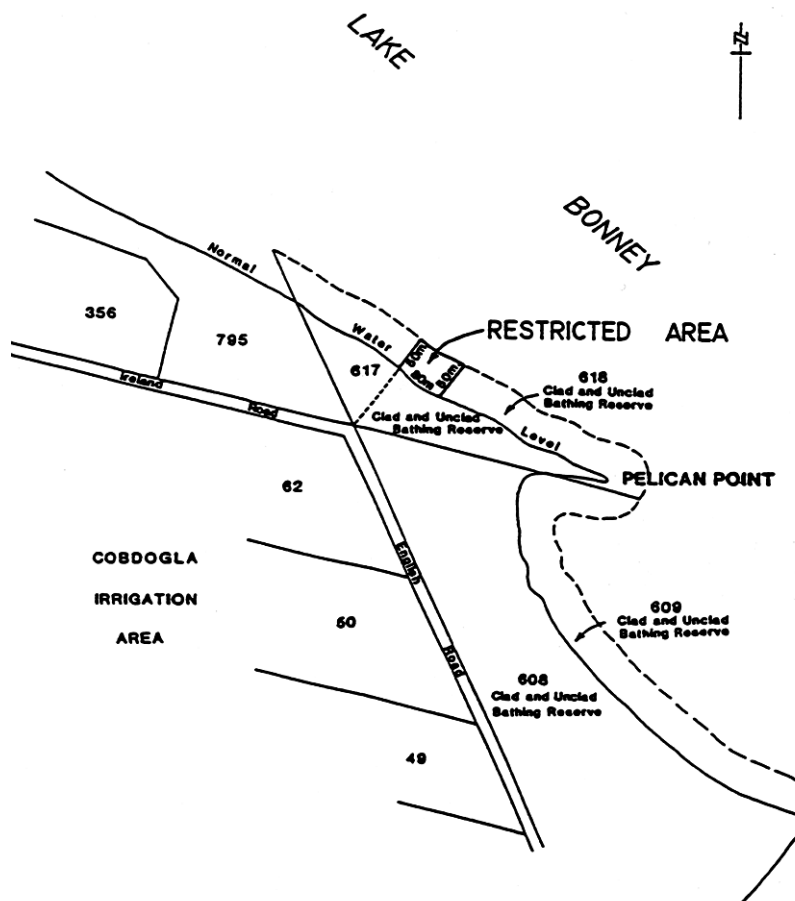 LAKE
N
BONNEY
Normal
Water
Level
356
795
RESTRICTED AREA
60m.
80m
617
618
Clad and Unclad
Bathing Reserve
Clad and Unclad
Bathing Reserve
Ireland
Road
PELICAN POINT
62
COBDOGLA
IRRIGATION
AREA
English
Road
609
Clad and Unclad
Bathing Reserve
608
Clad and Unclad
Bathing Reserve
49